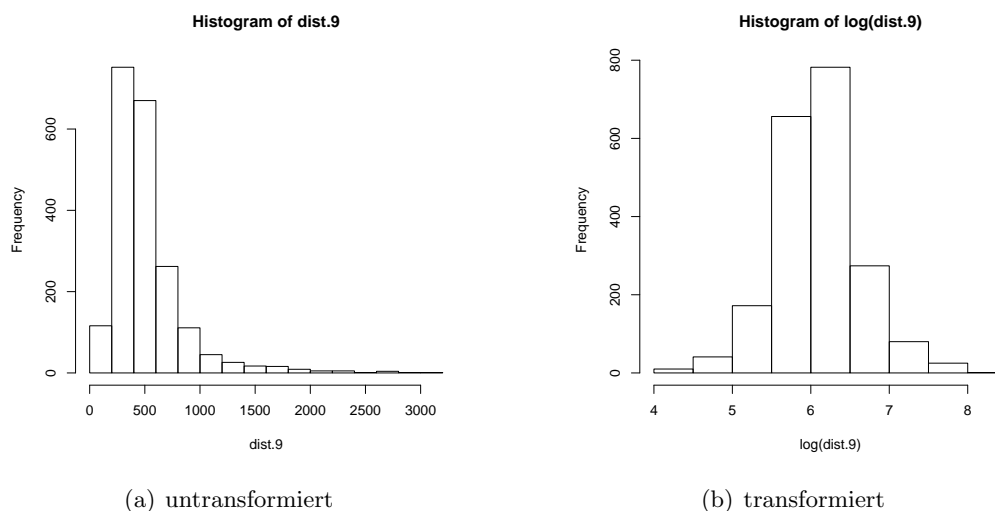 Histogram of dist.9
Frequency
0
200
400
600
0 500 1000 1500 2000 2500 3000
dist.9
(a) untransformiert
Histogram of log(dist.9)
Frequency
0
200
400
600
800
4 5 6 7 8
log(dist.9)
(b) transformiert